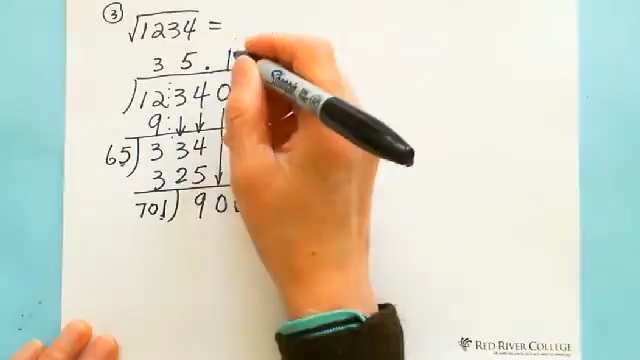 ③
√1234 =
3 5 . 1
12 34 0
9
65) 3 34
3 25
701) 9 0
Sharpie
RED RIVER COLLEGE